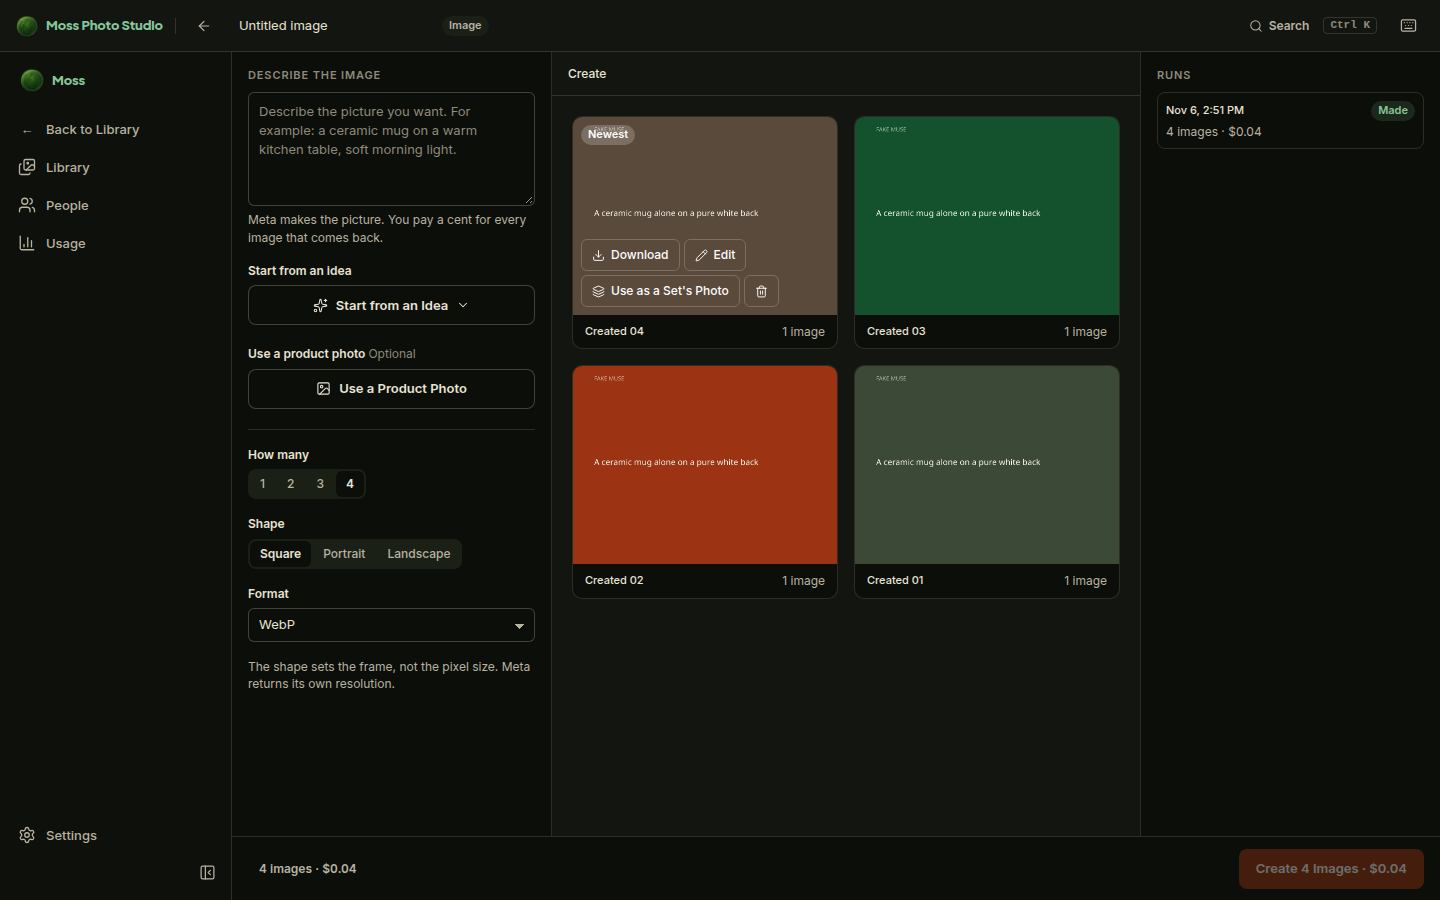 Moss Photo Studio
Untitled image
Image
Search
Ctrl K
Moss
← Back to Library
Library
People
Usage
Settings
DESCRIBE THE IMAGE
Describe the picture you want. For
example: a ceramic mug on a warm
kitchen table, soft morning light.
Meta makes the picture. You pay a cent for every
image that comes back.
Start from an idea
Start from an Idea
Use a product photo Optional
Use a Product Photo
How many
1 2 3 4
Shape
Square Portrait Landscape
Format
WebP
The shape sets the frame, not the pixel size. Meta
returns its own resolution.
Create
FAKE MUSE
Newest
A ceramic mug alone on a pure white back
Download
Edit
Use as a Set's Photo
Created 04
1 image
FAKE MUSE
A ceramic mug alone on a pure white back
Created 03
1 image
FAKE MUSE
A ceramic mug alone on a pure white back
Created 02
1 image
FAKE MUSE
A ceramic mug alone on a pure white back
Created 01
1 image
RUNS
Nov 6, 2:51 PM
Made
4 images · $0.04
4 images · $0.04
Create 4 Images · $0.04